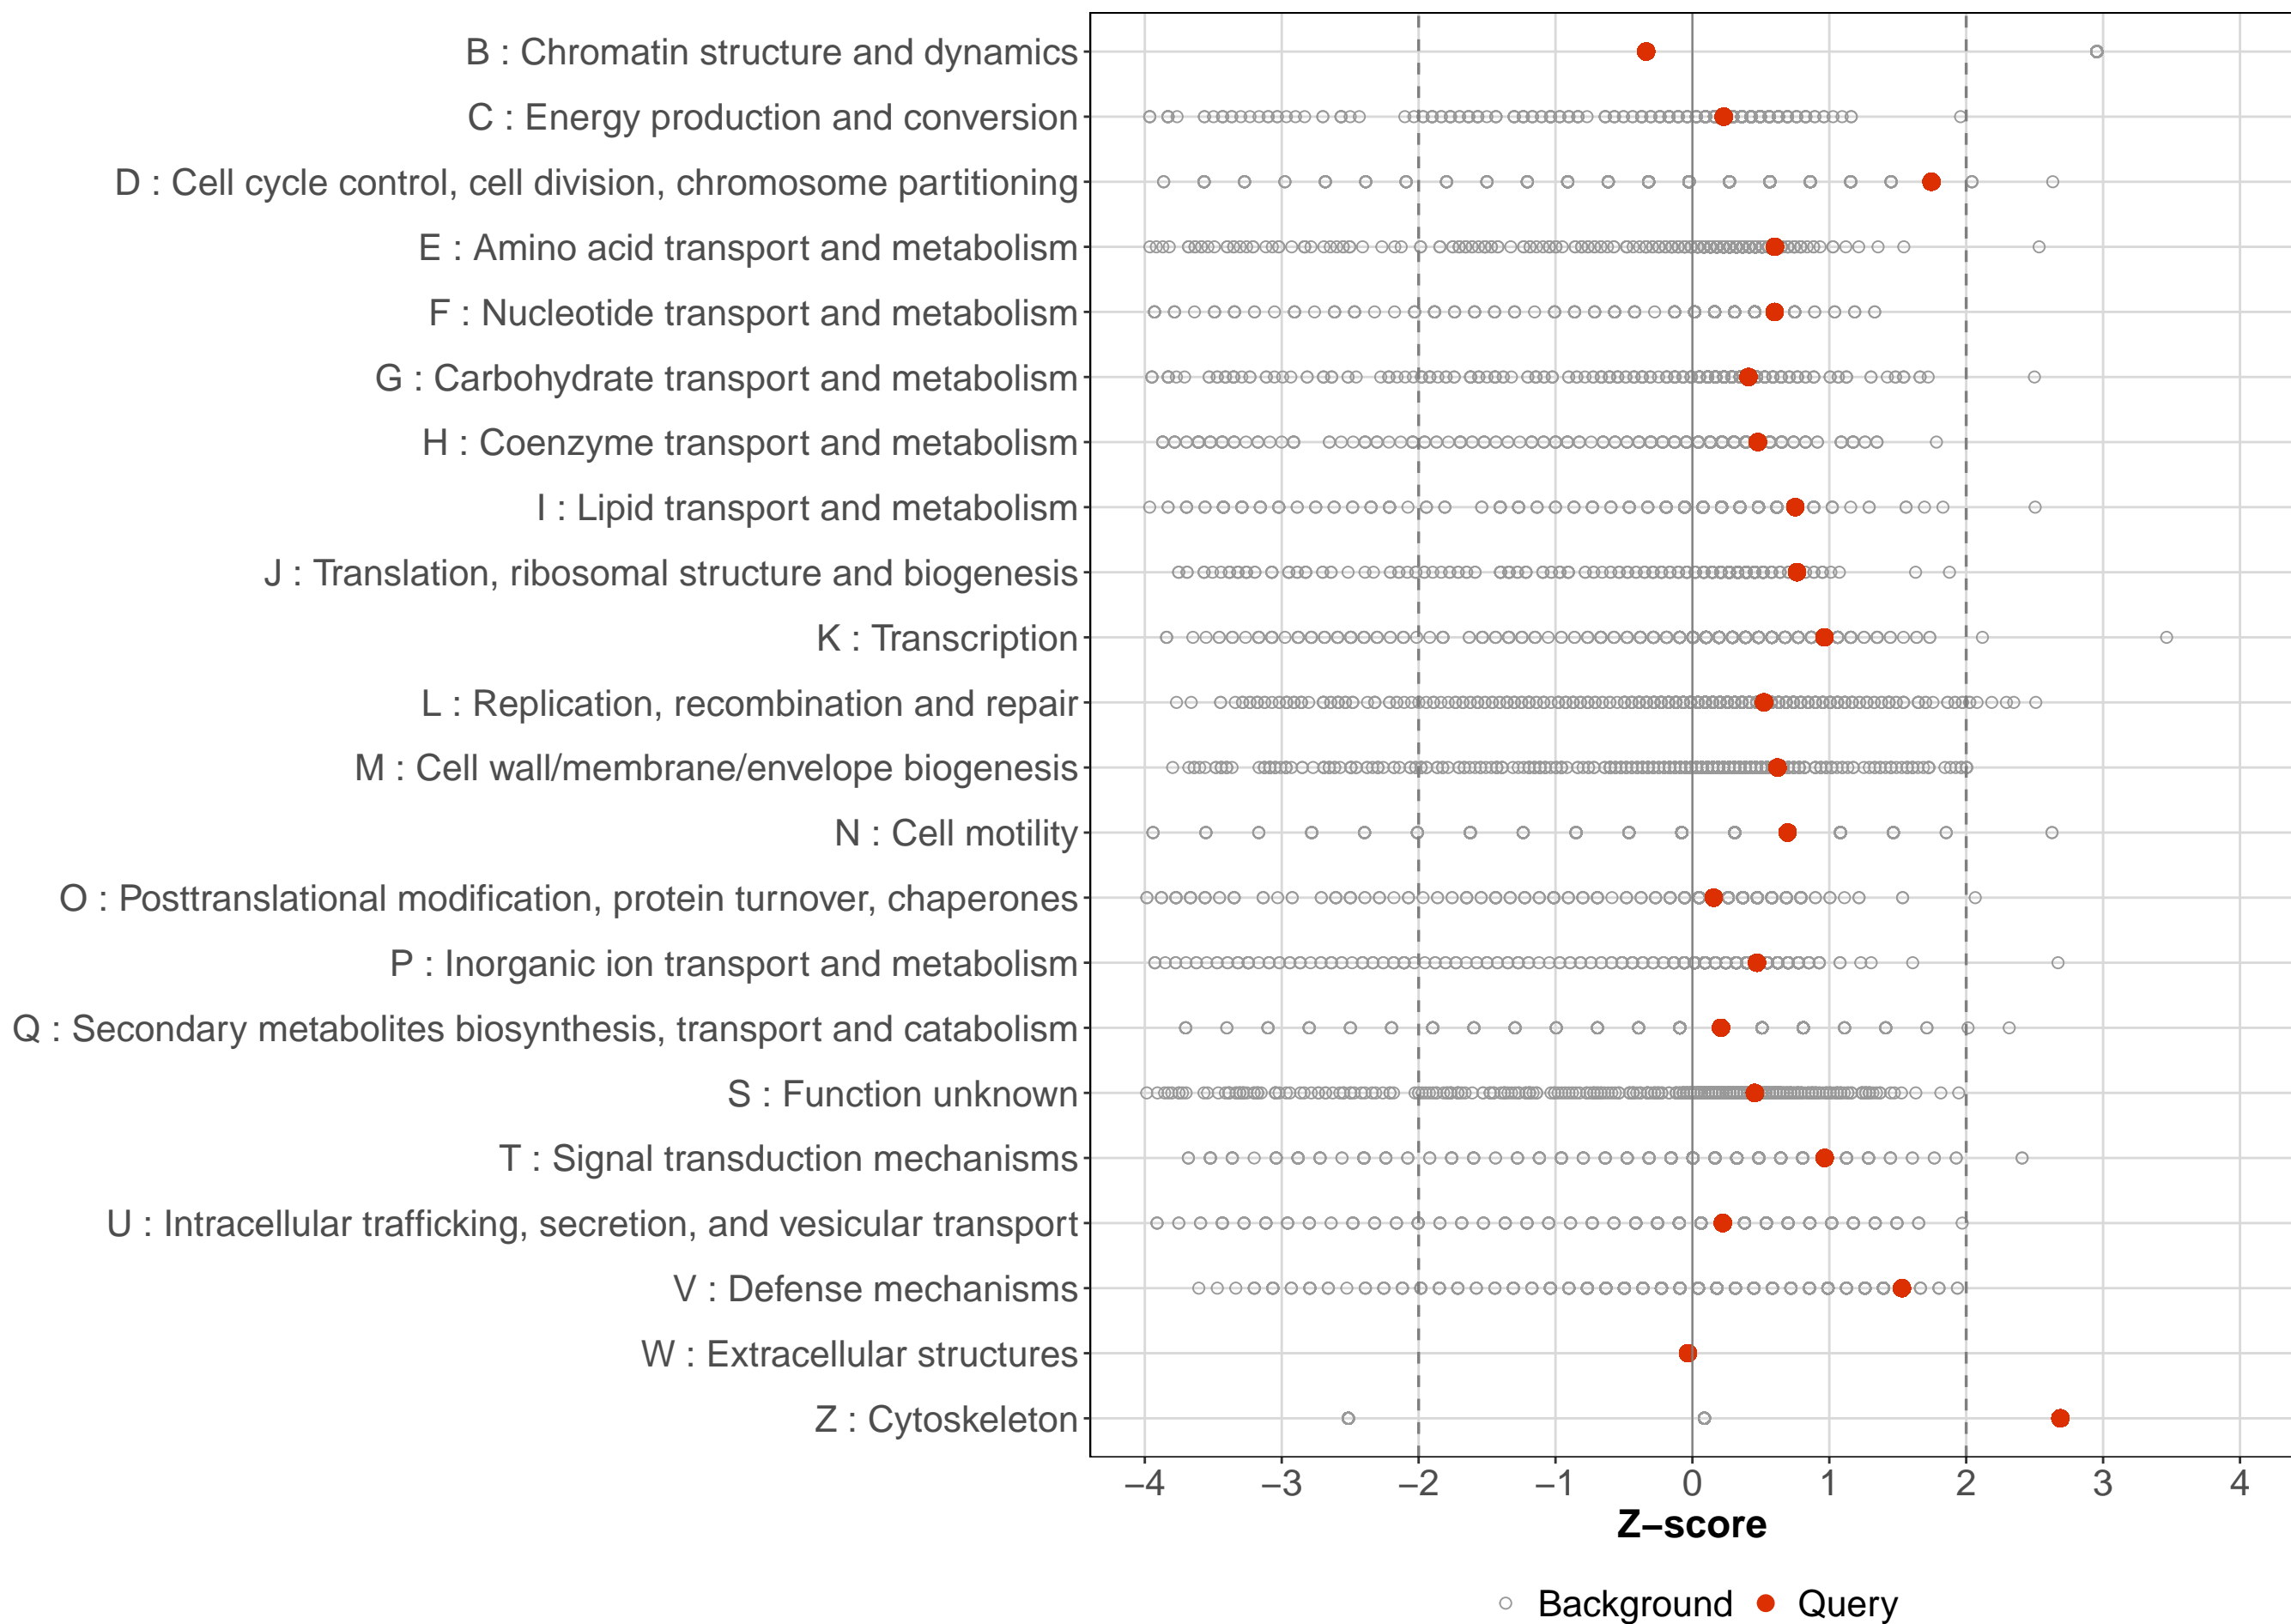 B : Chromatin structure and dynamics
C : Energy production and conversion
D : Cell cycle control, cell division, chromosome partitioning
E : Amino acid transport and metabolism
F : Nucleotide transport and metabolism
G : Carbohydrate transport and metabolism
H : Coenzyme transport and metabolism
I : Lipid transport and metabolism
J : Translation, ribosomal structure and biogenesis
K : Transcription
L : Replication, recombination and repair
M : Cell wall/membrane/envelope biogenesis
N : Cell motility
O : Posttranslational modification, protein turnover, chaperones
P : Inorganic ion transport and metabolism
Q : Secondary metabolites biosynthesis, transport and catabolism
S : Function unknown
T : Signal transduction mechanisms
U : Intracellular trafficking, secretion, and vesicular transport
V : Defense mechanisms
W : Extracellular structures
Z : Cytoskeleton
−4 −3 −2 −1 0 1 2 3 4
Z−score
Background Query